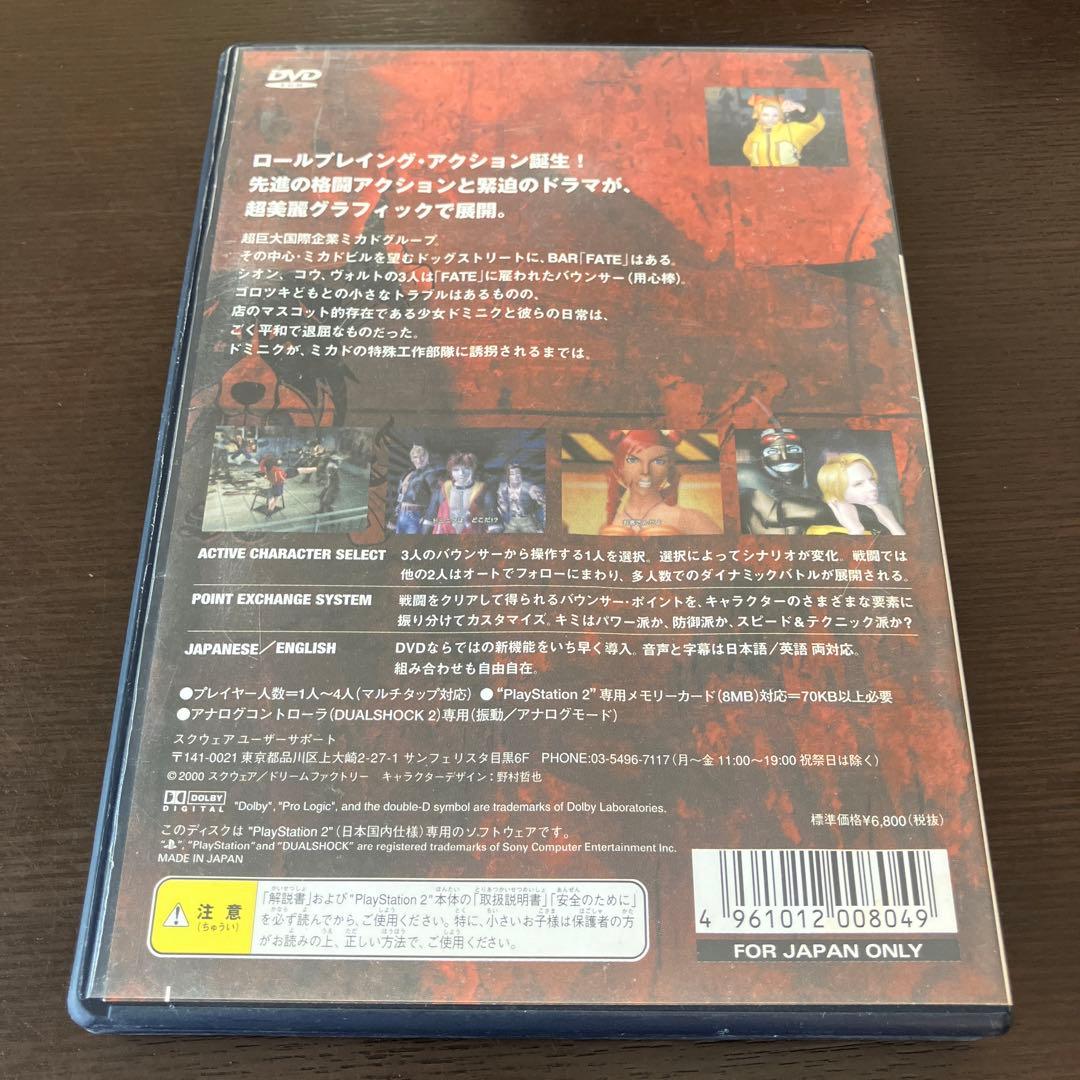 DVD
ROM
ロールプレイング・アクション誕生！
先進の格闘アクションと緊迫のドラマが、
超美麗グラフィックで展開。
超巨大国際企業ミカドグループ。
その中心・ミカドビルを望むドッグストリートに、BAR「FATE」はある。
シオン、コウ、ヴォルトの3人は「FATE」に雇われたバウンサー（用心棒）。
ゴロツキどもとの小さなトラブルはあるものの、
店のマスコット的存在である少女ドミニクと彼らの日常は、
ごく平和で退屈なものだった。
ドミニクが、ミカドの特殊工作部隊に誘拐されるまでは。
ドミニクは どこだ!?
ACTIVE CHARACTER SELECT 3人のバウンサーから操作する1人を選択。選択によってシナリオが変化。戦闘では
他の2人はオートでフォローにまわり、多人数でのダイナミックバトルが展開される。
POINT EXCHANGE SYSTEM 戦闘をクリアして得られるバウンサー・ポイントを、キャラクターのさまざまな要素に
振り分けてカスタマイズ。キミはパワー派か、防御派か、スピード＆テクニック派か？
JAPANESE／ENGLISH DVDならではの新機能をいち早く導入。音声と字幕は日本語／英語 両対応。
組み合わせも自由自在。
●プレイヤー人数＝1人〜4人（マルチタップ対応） ●“PlayStation 2”専用メモリーカード（8MB）対応＝70KB以上必要
●アナログコントローラ（DUALSHOCK 2）専用（振動／アナログモード）
スクウェア ユーザーサポート
〒141-0021 東京都品川区上大崎2-27-1 サンフェリスタ目黒6F PHONE:03-5496-7117（月〜金 11:00〜19:00 祝祭日は除く）
©2000 スクウェア／ドリームファクトリー キャラクターデザイン：野村哲也
DOLBY
DIGITAL
"Dolby", "Pro Logic", and the double-D symbol are trademarks of Dolby Laboratories.
標準価格¥6,800（税抜）
このディスクは "PlayStation 2"（日本国内仕様）専用のソフトウェアです。
" ", "PlayStation" and "DUALSHOCK" are registered trademarks of Sony Computer Entertainment Inc.
MADE IN JAPAN
注意
（ちゅうい）
「解説書」および"PlayStation 2"本体の「取扱説明書」「安全のために」
を必ず読んでから、ご使用ください。特に、小さいお子様は保護者の方
がお読みの上、正しい方法で、ご使用ください。
4 961012 008049
FOR JAPAN ONLY